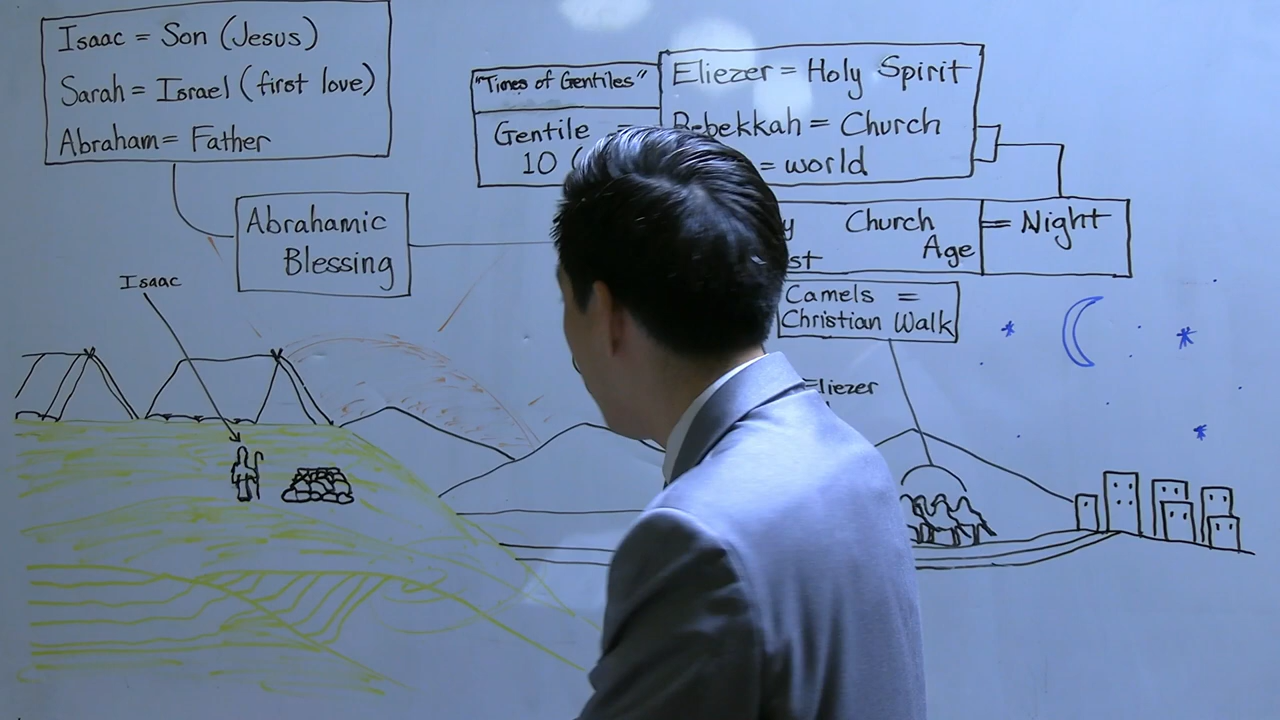 Isaac = Son (Jesus)
Sarah = Israel (first love)
Abraham = Father
"Times of Gentiles"
Gentile =
10 (
Eliezer = Holy Spirit
Rebekkah = Church
= world
Abrahamic
Blessing
Church
Age
= Night
Camels =
Christian Walk
Isaac
Eliezer